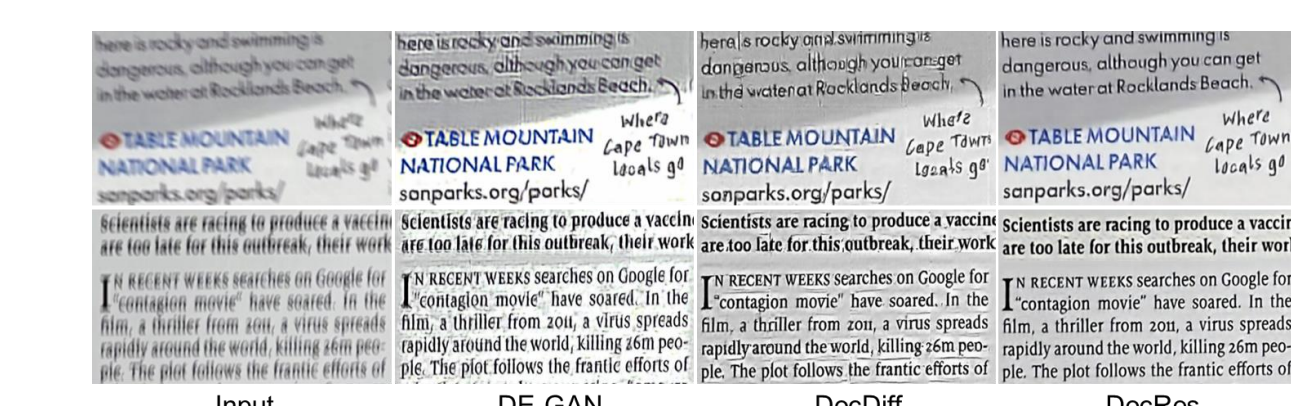 here is rocky and swimming is
dangerous, although you can get
in the water at Rocklands Beach.
TABLE MOUNTAIN
NATIONAL PARK
sanparks.org/parks/
Cape Town
locals go
here is rocky and swimming is
dangerous, although you can get
in the water at Rocklands Beach.
TABLE MOUNTAIN
NATIONAL PARK
sanparks.org/parks/
Where
Cape Town
locals go
rocky
dangerous, although
in the water at Rocklands Beach.
TABLE MOUNTAIN
NATIONAL PARK
sanparks.org/parks/
Cape Town
go
here is rocky and swimming is
dangerous, although you can get
in the water at Rocklands Beach.
TABLE MOUNTAIN
NATIONAL PARK
sanparks.org/parks/
Where
Cape Town
locals go
Scientists are racing to produce a vaccin
are too late for this outbreak, their work
IN RECENT WEEKS searches on Google for
"contagion movie" have soared. In the
film, a thriller from 2011, a virus spreads
rapidly around the world, killing 26m peo-
ple. The plot follows the frantic efforts of
Scientists are racing to produce a vaccin
are too late for this outbreak, their work
IN RECENT WEEKS searches on Google for
"contagion movie" have soared. In the
film, a thriller from 2011, a virus spreads
rapidly around the world, killing 26m peo-
ple. The plot follows the frantic efforts of
Scientists are racing to produce a vaccine
are too late for this outbreak, their work
IN RECENT WEEKS searches on Google for
"contagion movie" have soared. In the
film, a thriller from 2011, a virus spreads
rapidly around the world, killing 26m peo-
ple. The plot follows the frantic efforts of
Scientists are racing to produce a vaccin
are too late for this outbreak, their wor
IN RECENT WEEKS searches on Google for
"contagion movie" have soared. In the
film, a thriller from 2011, a virus spreads
rapidly around the world, killing 26m peo-
ple. The plot follows the frantic efforts of
Input
DE-GAN
DocDiff
DocRes